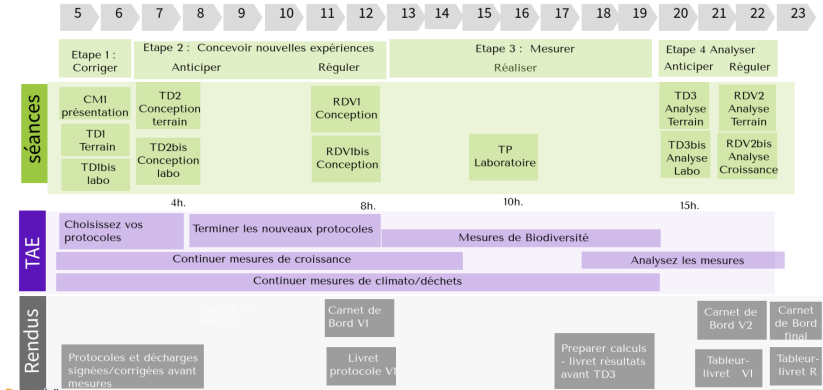 5 6 7 8 9 10 11 12 13 14 15 16 17 18 19 20 21 22 23
Etape 1 :
Corriger
Etape 2 : Concevoir nouvelles expériences
Anticiper Réguler
Etape 3 : Mesurer
Réaliser
Etape 4 Analyser
Anticiper Réguler
séances
CM1
présentation
TD1
Terrain
TD1bis
labo
TD2
Conception
terrain
TD2bis
Conception
labo
RDV1
Conception
RDV1bis
Conception
TP
Laboratoire
TD3
Analyse
Terrain
TD3bis
Analyse
Labo
RDV2
Analyse
Terrain
RDV2bis
Analyse
Croissance
4h. 8h. 10h. 15h.
TAE
Choisissez vos
protocoles
Terminer les nouveaux protocoles
Mesures de Biodiversité
Continuer mesures de croissance
Analysez les mesures
Continuer mesures de climato/déchets
Rendus
Carnet de
Bord V1
Carnet de
Bord V2
Carnet
de Bord
final
Protocoles et décharges
signées/corrigées avant
mesures
Livret
protocole V1
Preparer calculs
- livret résultats
avant TD3
Tableur-
livret V1
Tableur-
livret R